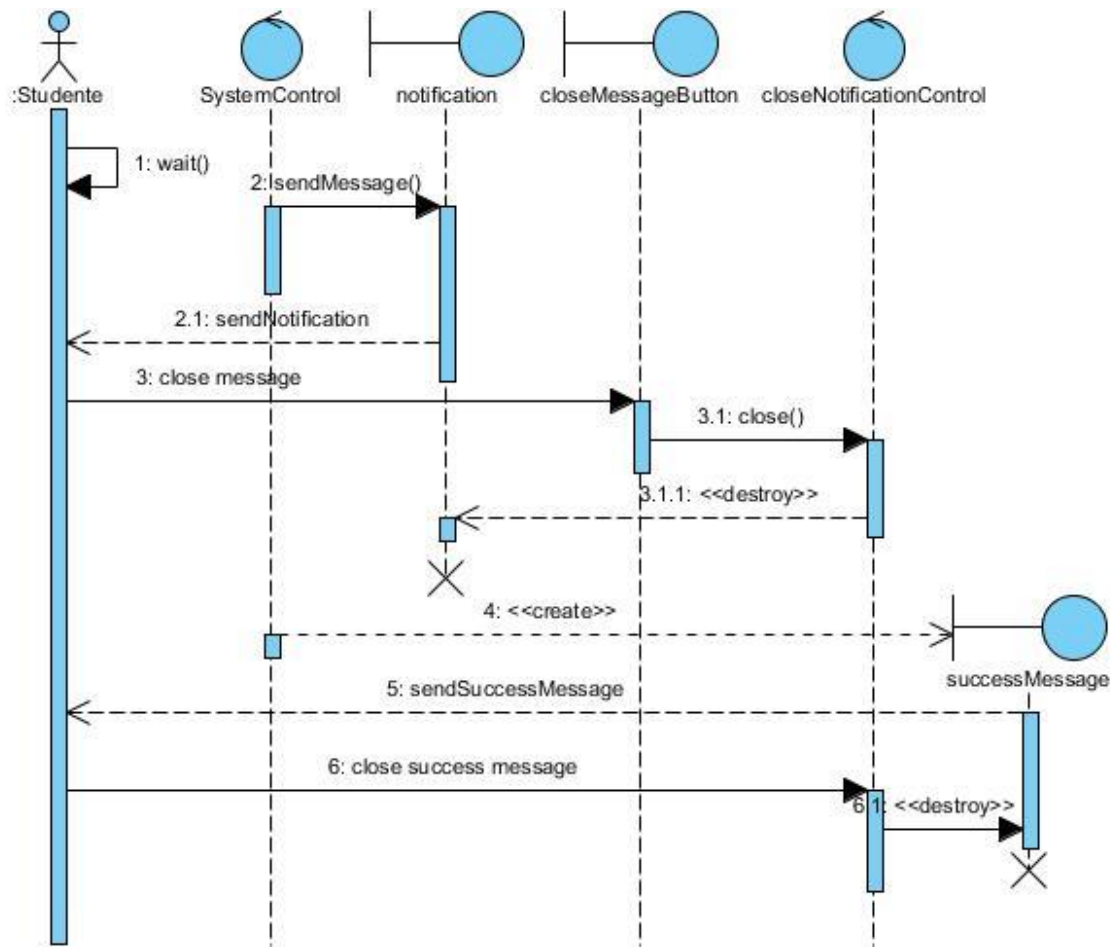 :Studente
SystemControl
notification
closeMessageButton
closeNotificationControl
1: wait()
2: sendMessage()
2.1: sendNotification
3: close message
3.1: close()
3.1.1: <<destroy>>
4: <<create>>
successMessage
5: sendSuccessMessage
6: close success message
6.1: <<destroy>>